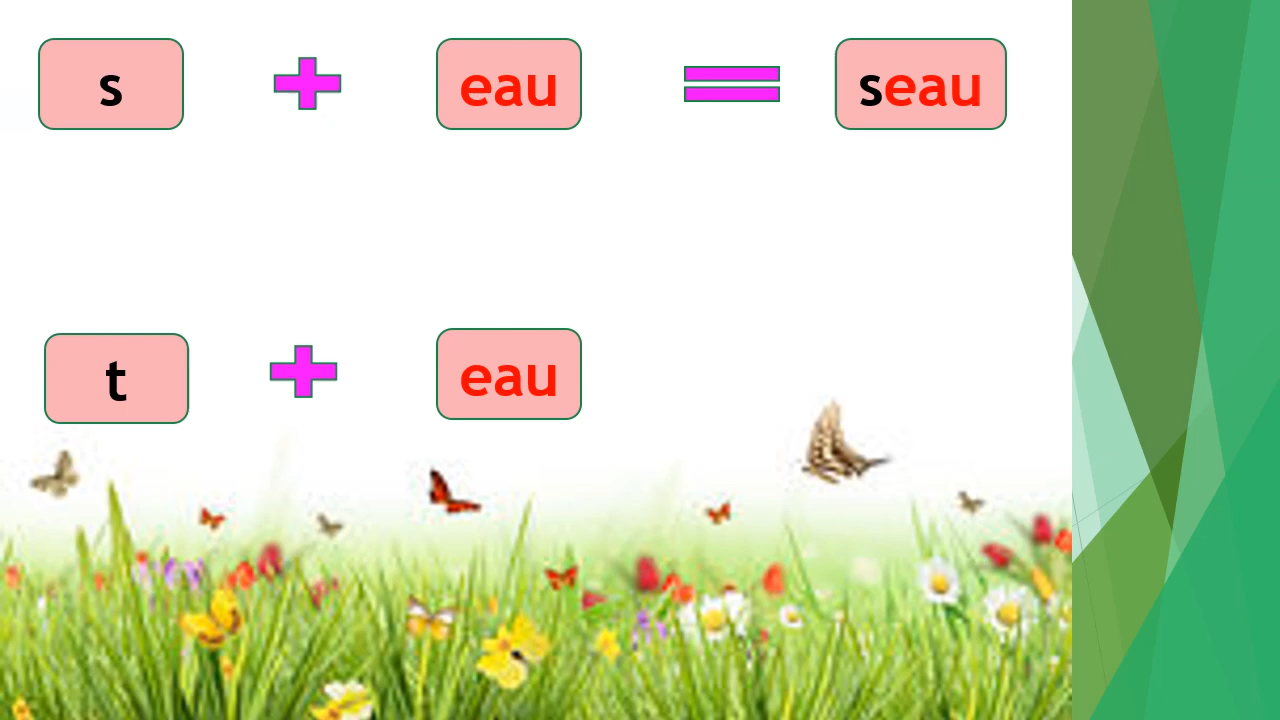 s + eau = seau
t + eau